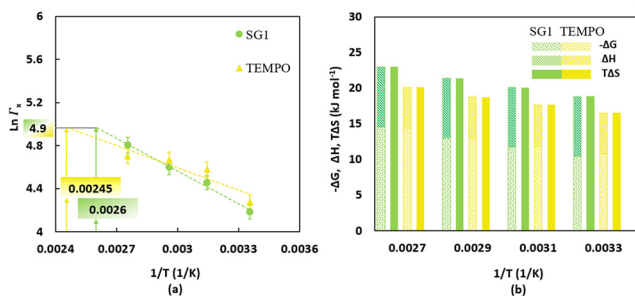 6
5.6
5.2
4.9
4.8
4.4
4
Ln Γx
SG1
TEMPO
0.00245
0.0026
0.0024
0.0027
0.003
0.0033
0.0036
1/T (1/K)
(a)
30
25
20
15
10
5
0
-ΔG, ΔH, TΔS (kJ mol⁻¹)
SG1 TEMPO
-ΔG
ΔH
TΔS
0.0027
0.0029
0.0031
0.0033
1/T (1/K)
(b)